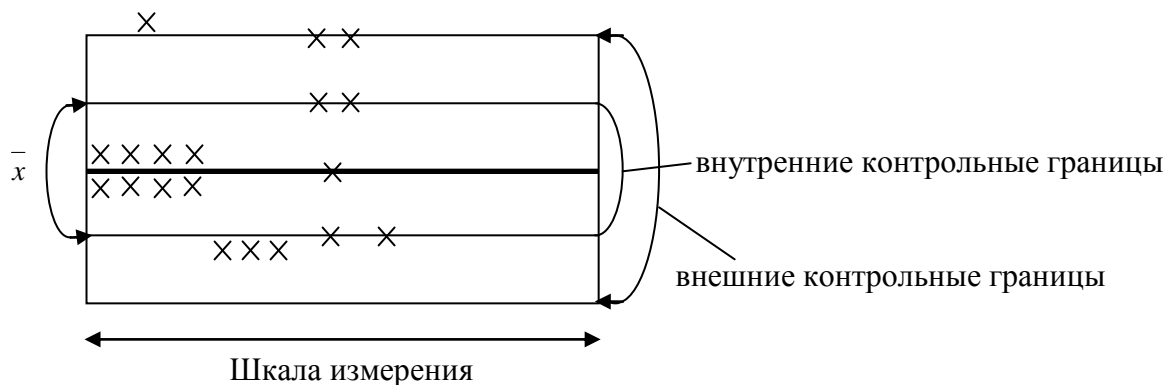 x̅
внутренние контрольные границы
внешние контрольные границы
Шкала измерения